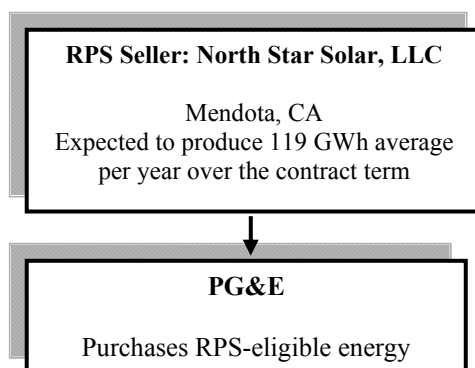 RPS Seller: North Star Solar, LLC
Mendota, CA
Expected to produce 119 GWh average
per year over the contract term
PG&E
Purchases RPS-eligible energy